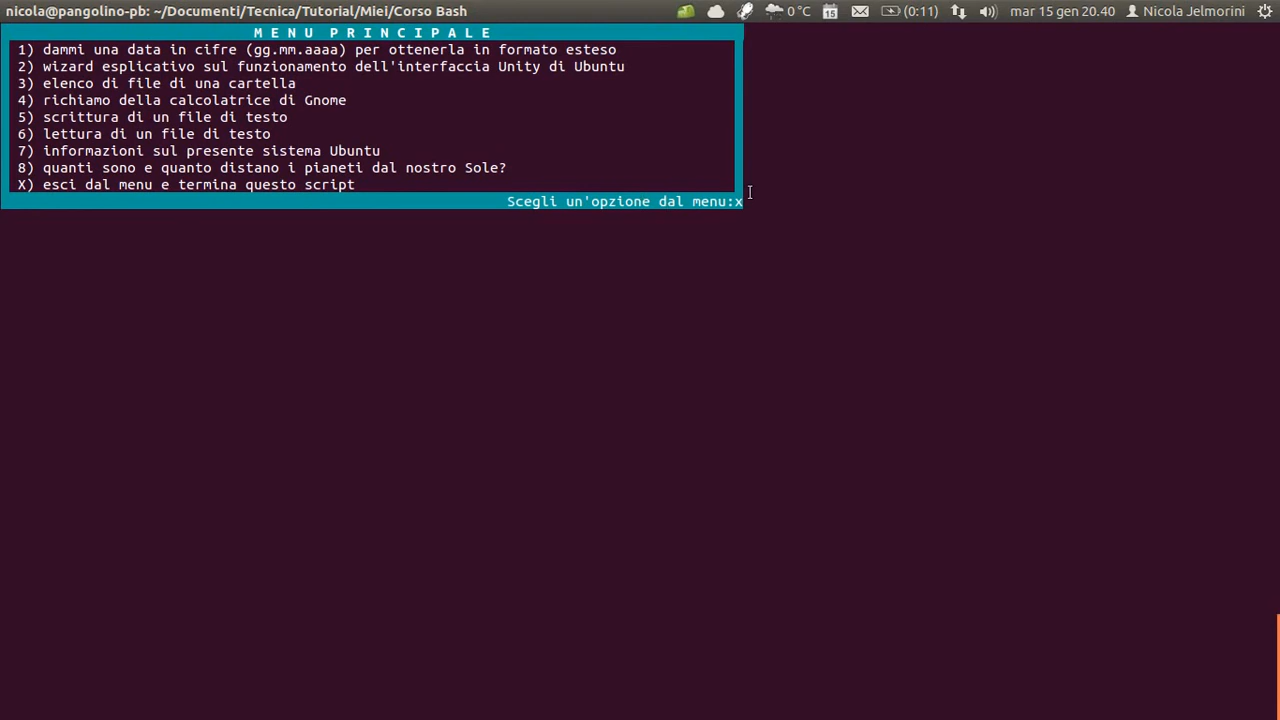 nicola@pangolino-pb: ~/Documenti/Tecnica/Tutorial/Miei/Corso Bash 0 °C 15 (0:11) mar 15 gen 20.40 Nicola Jelmorini
M E N U  P R I N C I P A L E
1) dammi una data in cifre (gg.mm.aaaa) per ottenerla in formato esteso
2) wizard esplicativo sul funzionamento dell'interfaccia Unity di Ubuntu
3) elenco di file di una cartella
4) richiamo della calcolatrice di Gnome
5) scrittura di un file di testo
6) lettura di un file di testo
7) informazioni sul presente sistema Ubuntu
8) quanti sono e quanto distano i pianeti dal nostro Sole?
X) esci dal menu e termina questo script
Scegli un'opzione dal menu:x